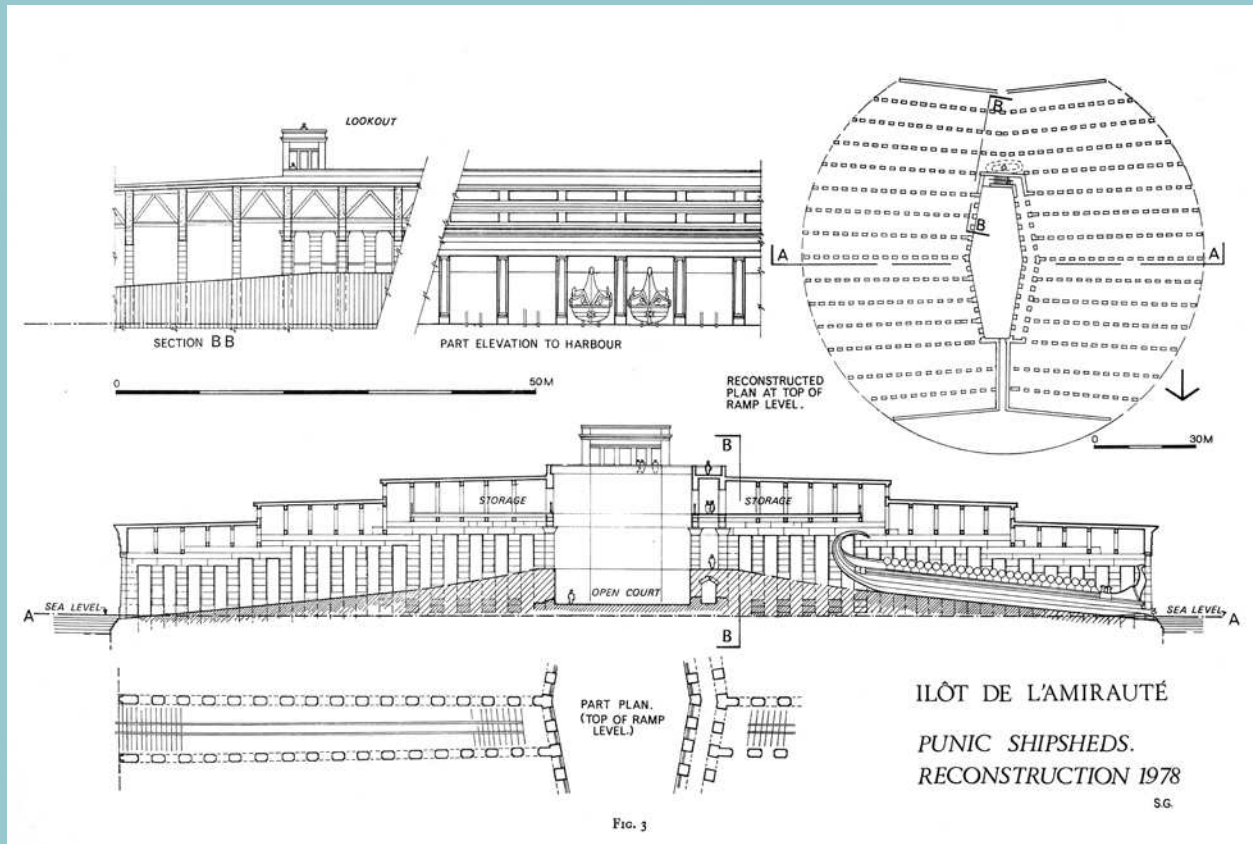 LOOKOUT
SECTION BB
PART ELEVATION TO HARBOUR
0
50M
B
B
A
A
RECONSTRUCTED
PLAN AT TOP OF
RAMP LEVEL.
0
30M
B
STORAGE
STORAGE
OPEN COURT
A
SEA LEVEL
SEA LEVEL
A
B
PART PLAN.
(TOP OF RAMP
LEVEL.)
ILÔT DE L'AMIRAUTÉ
PUNIC SHIPSHEDS.
RECONSTRUCTION 1978
S.G.
FIG. 3